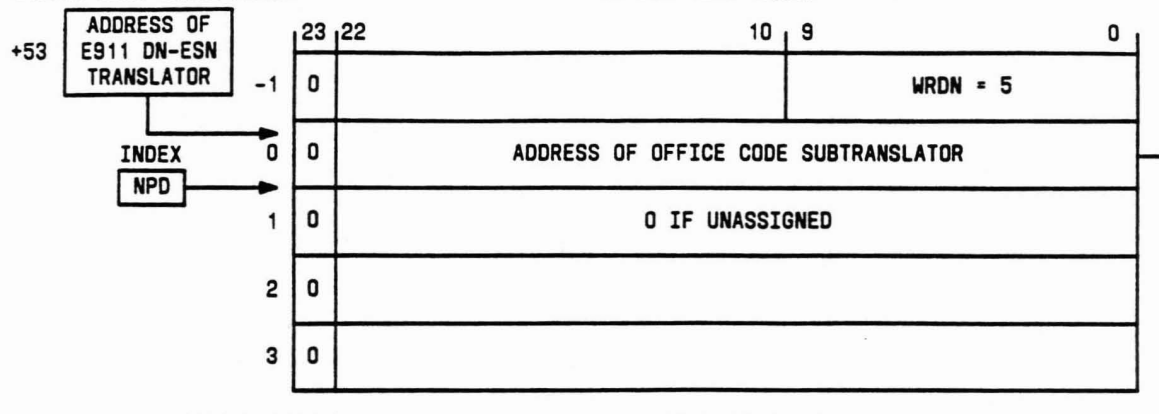 ADDRESS OF
+53 E911 DN-ESN
TRANSLATOR
23 22 10 9 0
-1 0 WRDN = 5
INDEX 0 0 ADDRESS OF OFFICE CODE SUBTRANSLATOR
NPD
1 0 0 IF UNASSIGNED
2 0
3 0